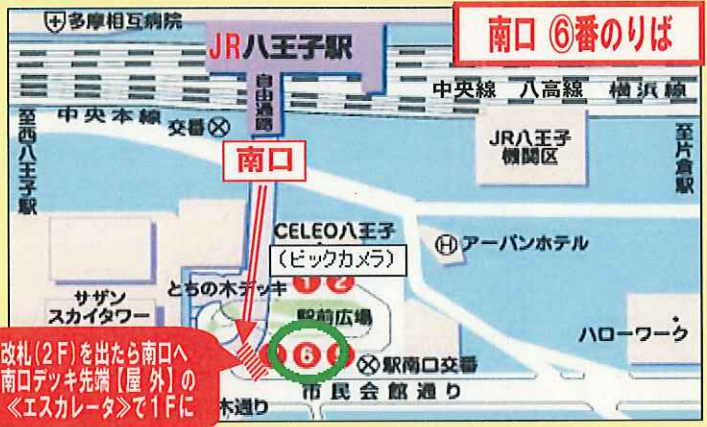 多摩相互病院
JR八王子駅
南口 ⑥番のりば
自由通路
中央線 八高線 横浜線
中央本線
交番
至西八王子駅
JR八王子
機関区
至片倉駅
南口
CELEO八王子
(ビックカメラ)
H アーバンホテル
1 2
とちの木デッキ
サザン
スカイタワー
駅前広場
ハローワーク
6
駅南口交番
市民会館通り
木通り
改札(2F)を出たら南口へ
南口デッキ先端【屋 外】の
≪エスカレータ≫で1Fに